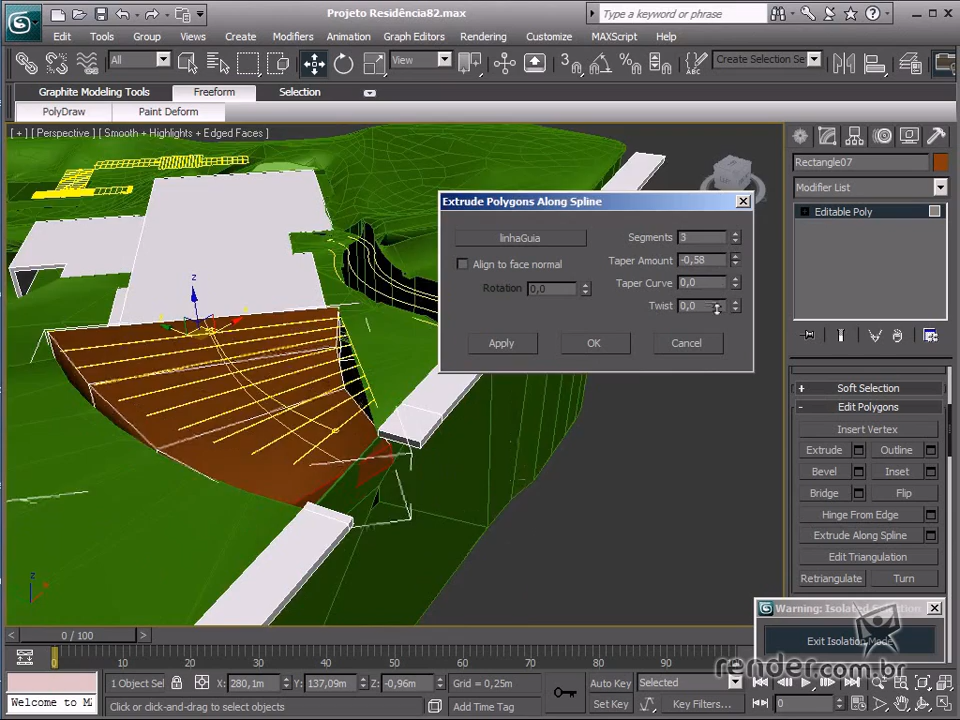 Projeto Residência82.max
Type a keyword or phrase
Edit Tools Group Views Create Modifiers Animation Graph Editors Rendering Customize MAXScript Help
All View Create Selection Se
Graphite Modeling Tools Freeform Selection
PolyDraw Paint Deform
[ + ] [ Perspective ] [ Smooth + Highlights + Edged Faces ]
Rectangle07
Modifier List
Editable Poly
Extrude Polygons Along Spline
linhaGuia
Segments 3
Align to face normal
Taper Amount -0,58
Rotation 0,0
Taper Curve 0,0
Twist 0,0
Apply OK Cancel
z
z
Soft Selection
Edit Polygons
Insert Vertex
Extrude Outline
Bevel Inset
Bridge Flip
Hinge From Edge
Extrude Along Spline
Edit Triangulation
Retriangulate Turn
Warning: Isolated Selection
Exit Isolation Mode
render.com.br
0 / 100
0 10 20 30 40 50 60 70 80 90
1 Object Sel X: 280,1m Y: 137,09m Z: -0,96m Grid = 0,25m Auto Key Selected
Welcome to MA Click or click-and-drag to select objects Add Time Tag Set Key Key Filters... 0